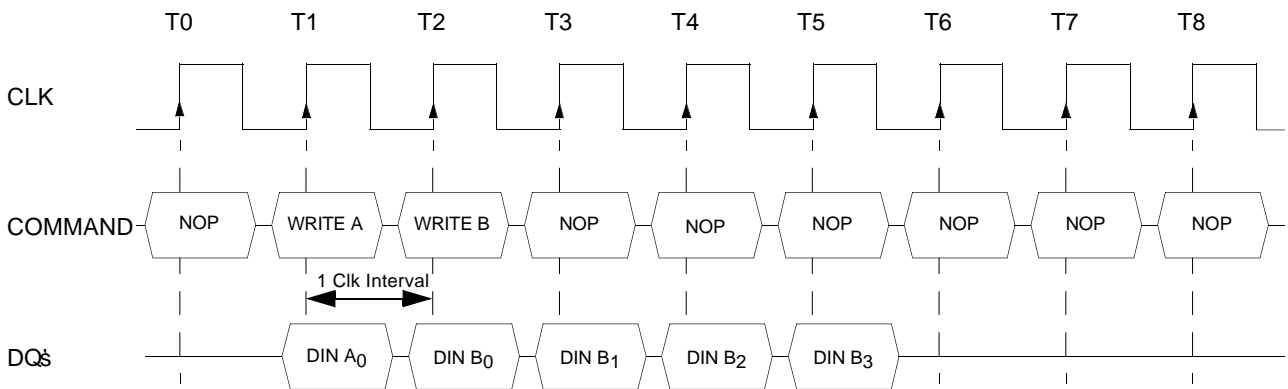 T0 T1 T2 T3 T4 T5 T6 T7 T8
CLK
COMMAND NOP WRITE A WRITE B NOP NOP NOP NOP NOP NOP
1 Clk Interval
DQ's DIN A0 DIN B0 DIN B1 DIN B2 DIN B3